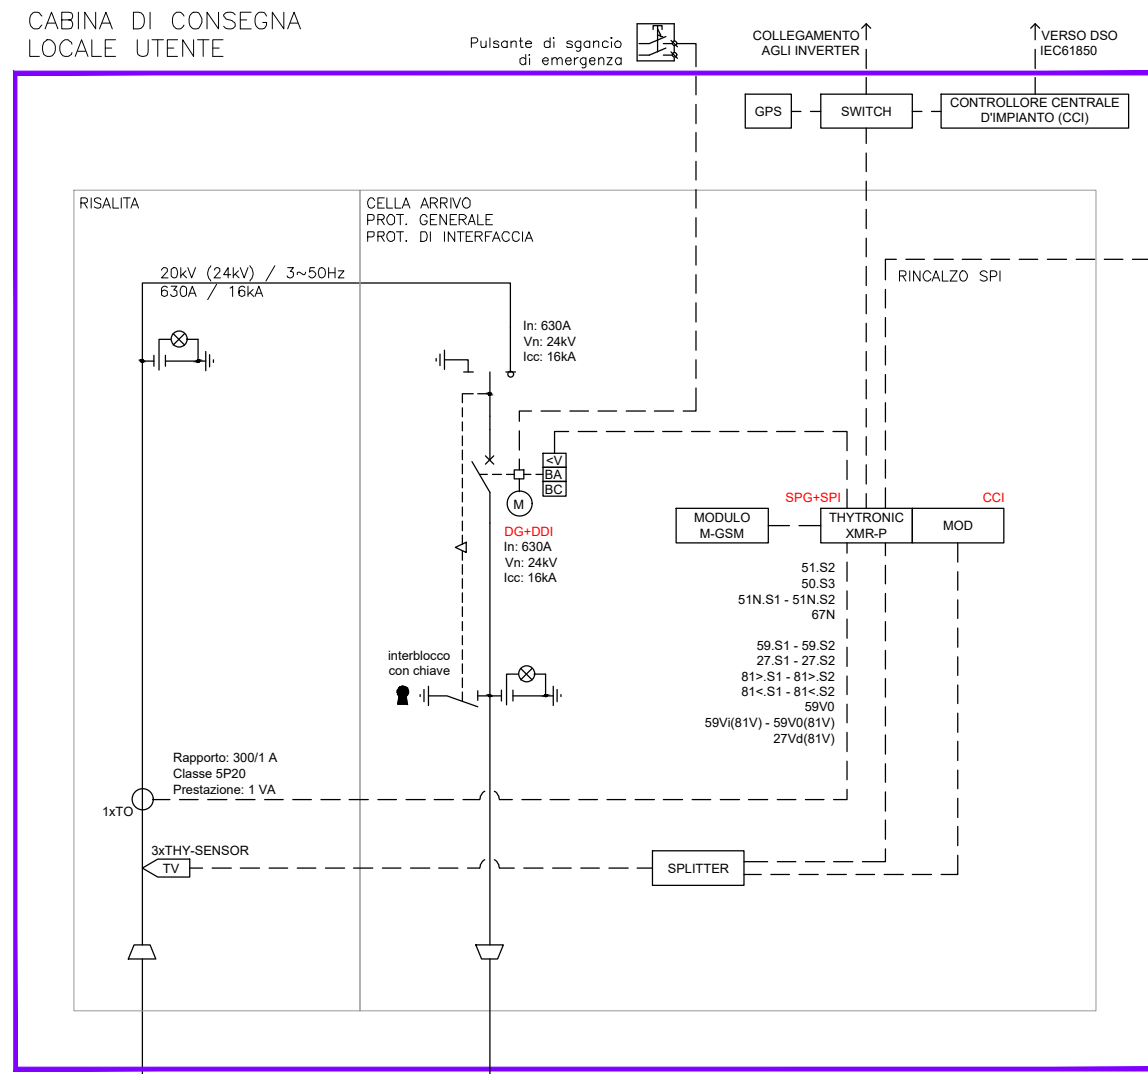 CABINA DI CONSEGNA
LOCALE UTENTE
Pulsante di sgancio
di emergenza
COLLEGAMENTO
AGLI INVERTER
VERSO DSO
IEC61850
GPS
SWITCH
CONTROLLORE CENTRALE
D'IMPIANTO (CCI)
RISALITA
CELLA ARRIVO
PROT. GENERALE
PROT. DI INTERFACCIA
20kV (24kV) / 3~50Hz
630A / 16kA
RINCALZO SPI
In: 630A
Vn: 24kV
Icc: 16kA
<V
BA
BC
M
DG+DDI
In: 630A
Vn: 24kV
Icc: 16kA
SPG+SPI
CCI
MODULO
M-GSM
THYTRONIC
XMR-P
MOD
51.S2
50.S3
51N.S1 - 51N.S2
67N
59.S1 - 59.S2
27.S1 - 27.S2
81>.S1 - 81>.S2
81<.S1 - 81<.S2
59V0
59Vi(81V) - 59V0(81V)
27Vd(81V)
interblocco
con chiave
Rapporto: 300/1 A
Classe 5P20
Prestazione: 1 VA
1xTO
3xTHY-SENSOR
TV
SPLITTER